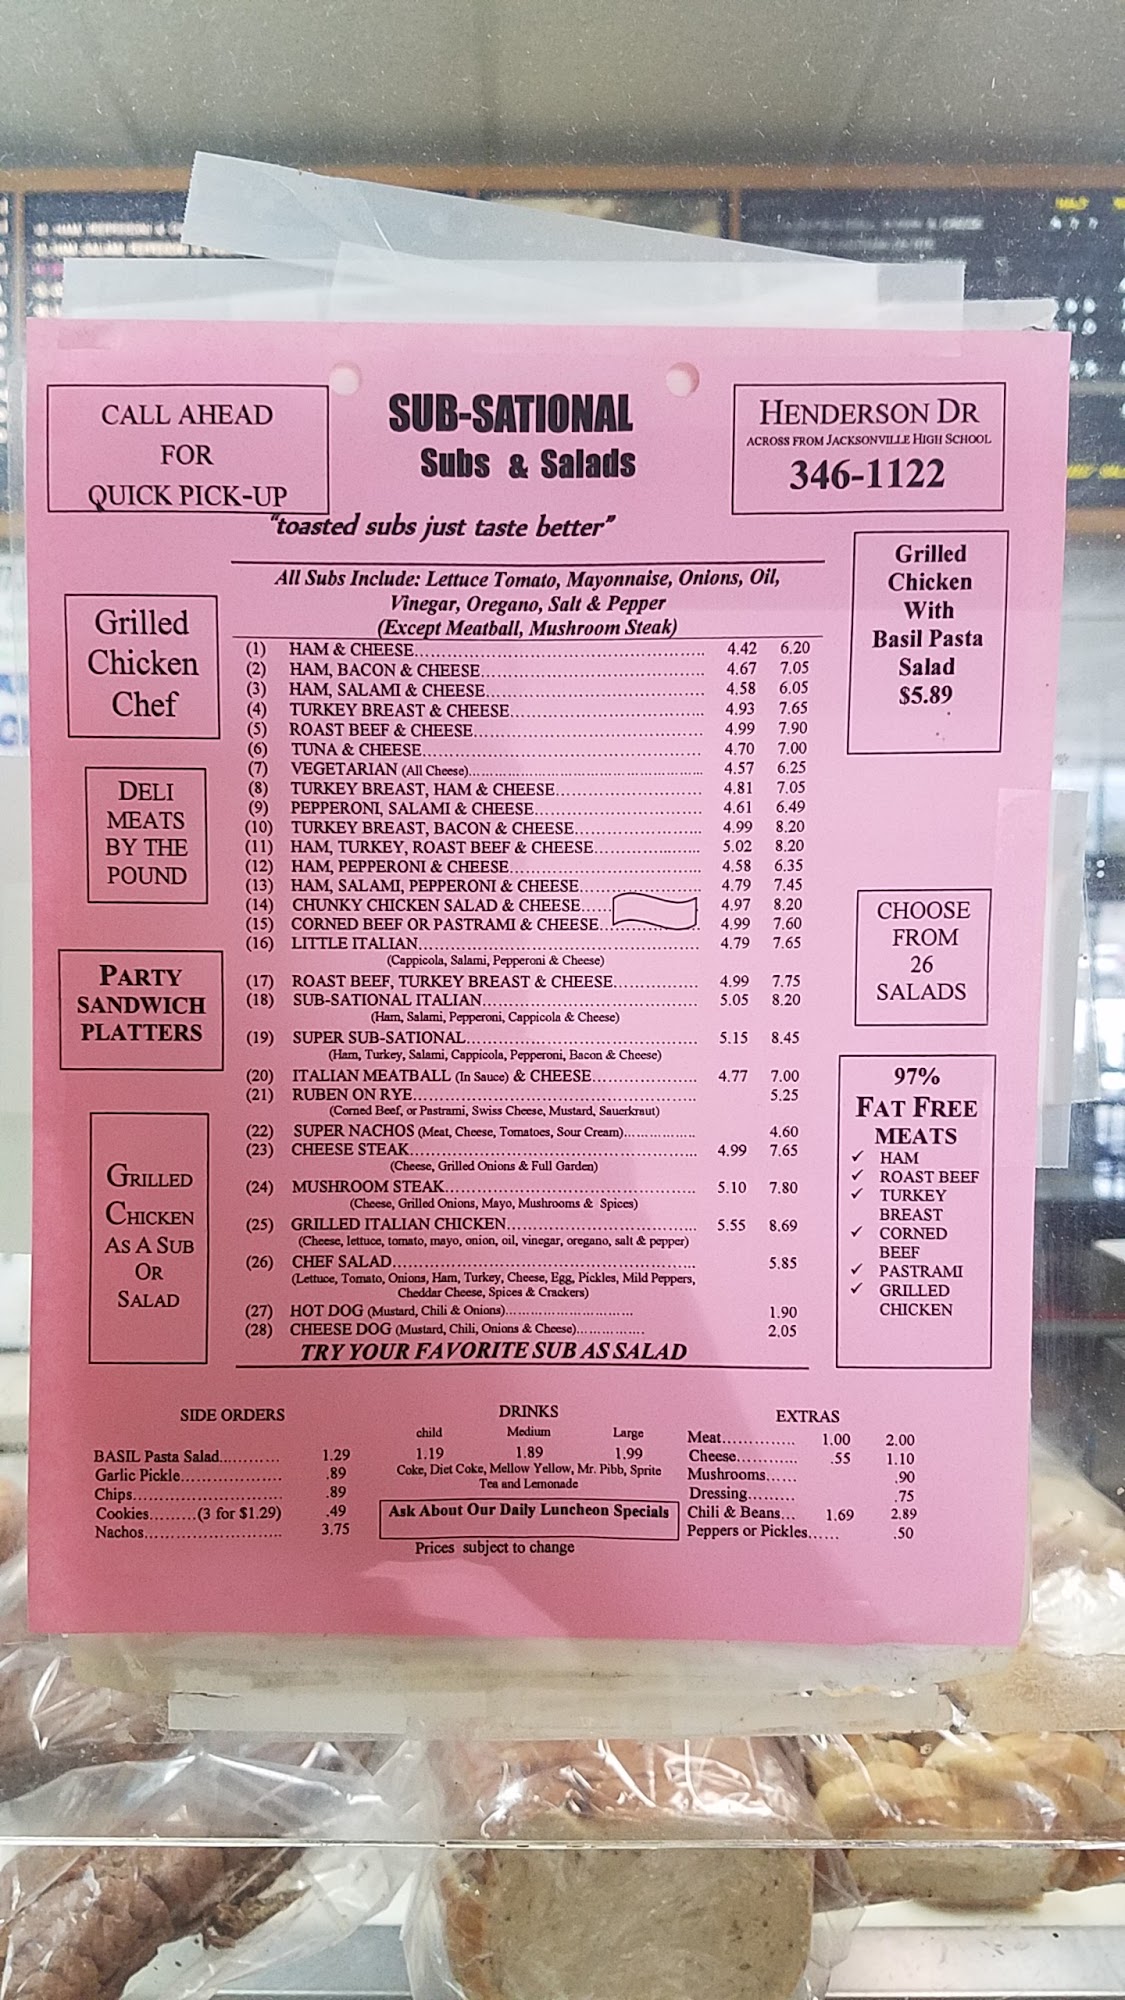 CALL AHEAD
FOR
QUICK PICK-UP
SUB-SATIONAL
Subs & Salads
"toasted subs just taste better"
HENDERSON DR
ACROSS FROM JACKSONVILLE HIGH SCHOOL
346-1122
Grilled
Chicken
With
Basil Pasta
Salad
$5.89
Grilled
Chicken
Chef
DELI
MEATS
BY THE
POUND
PARTY
SANDWICH
PLATTERS
GRILLED
CHICKEN
AS A SUB
OR
SALAD
All Subs Include: Lettuce Tomato, Mayonnaise, Onions, Oil,
Vinegar, Oregano, Salt & Pepper
(Except Meatball, Mushroom Steak)
(1) HAM & CHEESE 4.42 6.20
(2) HAM, BACON & CHEESE 4.67 7.05
(3) HAM, SALAMI & CHEESE 4.58 6.05
(4) TURKEY BREAST & CHEESE 4.93 7.65
(5) ROAST BEEF & CHEESE 4.99 7.90
(6) TUNA & CHEESE 4.70 7.00
(7) VEGETARIAN (All Cheese) 4.57 6.25
(8) TURKEY BREAST, HAM & CHEESE 4.81 7.05
(9) PEPPERONI, SALAMI & CHEESE 4.61 6.49
(10) TURKEY BREAST, BACON & CHEESE 4.99 8.20
(11) HAM, TURKEY, ROAST BEEF & CHEESE 5.02 8.20
(12) HAM, PEPPERONI & CHEESE 4.58 6.35
(13) HAM, SALAMI, PEPPERONI & CHEESE 4.79 7.45
(14) CHUNKY CHICKEN SALAD & CHEESE 4.97 8.20
(15) CORNED BEEF OR PASTRAMI & CHEESE 4.99 7.60
(16) LITTLE ITALIAN 4.79 7.65
(Cappicola, Salami, Pepperoni & Cheese)
(17) ROAST BEEF, TURKEY BREAST & CHEESE 4.99 7.75
(18) SUB-SATIONAL ITALIAN 5.05 8.20
(Ham, Salami, Pepperoni, Cappicola & Cheese)
(19) SUPER SUB-SATIONAL 5.15 8.45
(Ham, Turkey, Salami, Cappicola, Pepperoni, Bacon & Cheese)
(20) ITALIAN MEATBALL (In Sauce) & CHEESE 4.77 7.00
(21) RUBEN ON RYE 5.25
(Corned Beef, or Pastrami, Swiss Cheese, Mustard, Sauerkraut)
(22) SUPER NACHOS (Meat, Cheese, Tomatoes, Sour Cream) 4.60
(23) CHEESE STEAK 4.99 7.65
(Cheese, Grilled Onions & Full Garden)
(24) MUSHROOM STEAK 5.10 7.80
(Cheese, Grilled Onions, Mayo, Mushrooms & Spices)
(25) GRILLED ITALIAN CHICKEN 5.55 8.69
(Cheese, lettuce, tomato, mayo, onion, oil, vinegar, oregano, salt & pepper)
(26) CHEF SALAD 5.85
(Lettuce, Tomato, Onions, Ham, Turkey, Cheese, Egg, Pickles, Mild Peppers,
Cheddar Cheese, Spices & Crackers)
(27) HOT DOG (Mustard, Chili & Onions) 1.90
(28) CHEESE DOG (Mustard, Chili, Onions & Cheese) 2.05
TRY YOUR FAVORITE SUB AS SALAD
CHOOSE
FROM
26
SALADS
97%
FAT FREE
MEATS
✓ HAM
✓ ROAST BEEF
✓ TURKEY
BREAST
✓ CORNED
BEEF
✓ PASTRAMI
✓ GRILLED
CHICKEN
SIDE ORDERS
BASIL Pasta Salad 1.29
Garlic Pickle .89
Chips .89
Cookies (3 for $1.29) .49
Nachos 3.75
DRINKS
child Medium Large
1.19 1.89 1.99
Coke, Diet Coke, Mellow Yellow, Mr. Pibb, Sprite
Tea and Lemonade
Ask About Our Daily Luncheon Specials
Prices subject to change
EXTRAS
Meat 1.00 2.00
Cheese .55 1.10
Mushrooms .90
Dressing .75
Chili & Beans 1.69 2.89
Peppers or Pickles .50